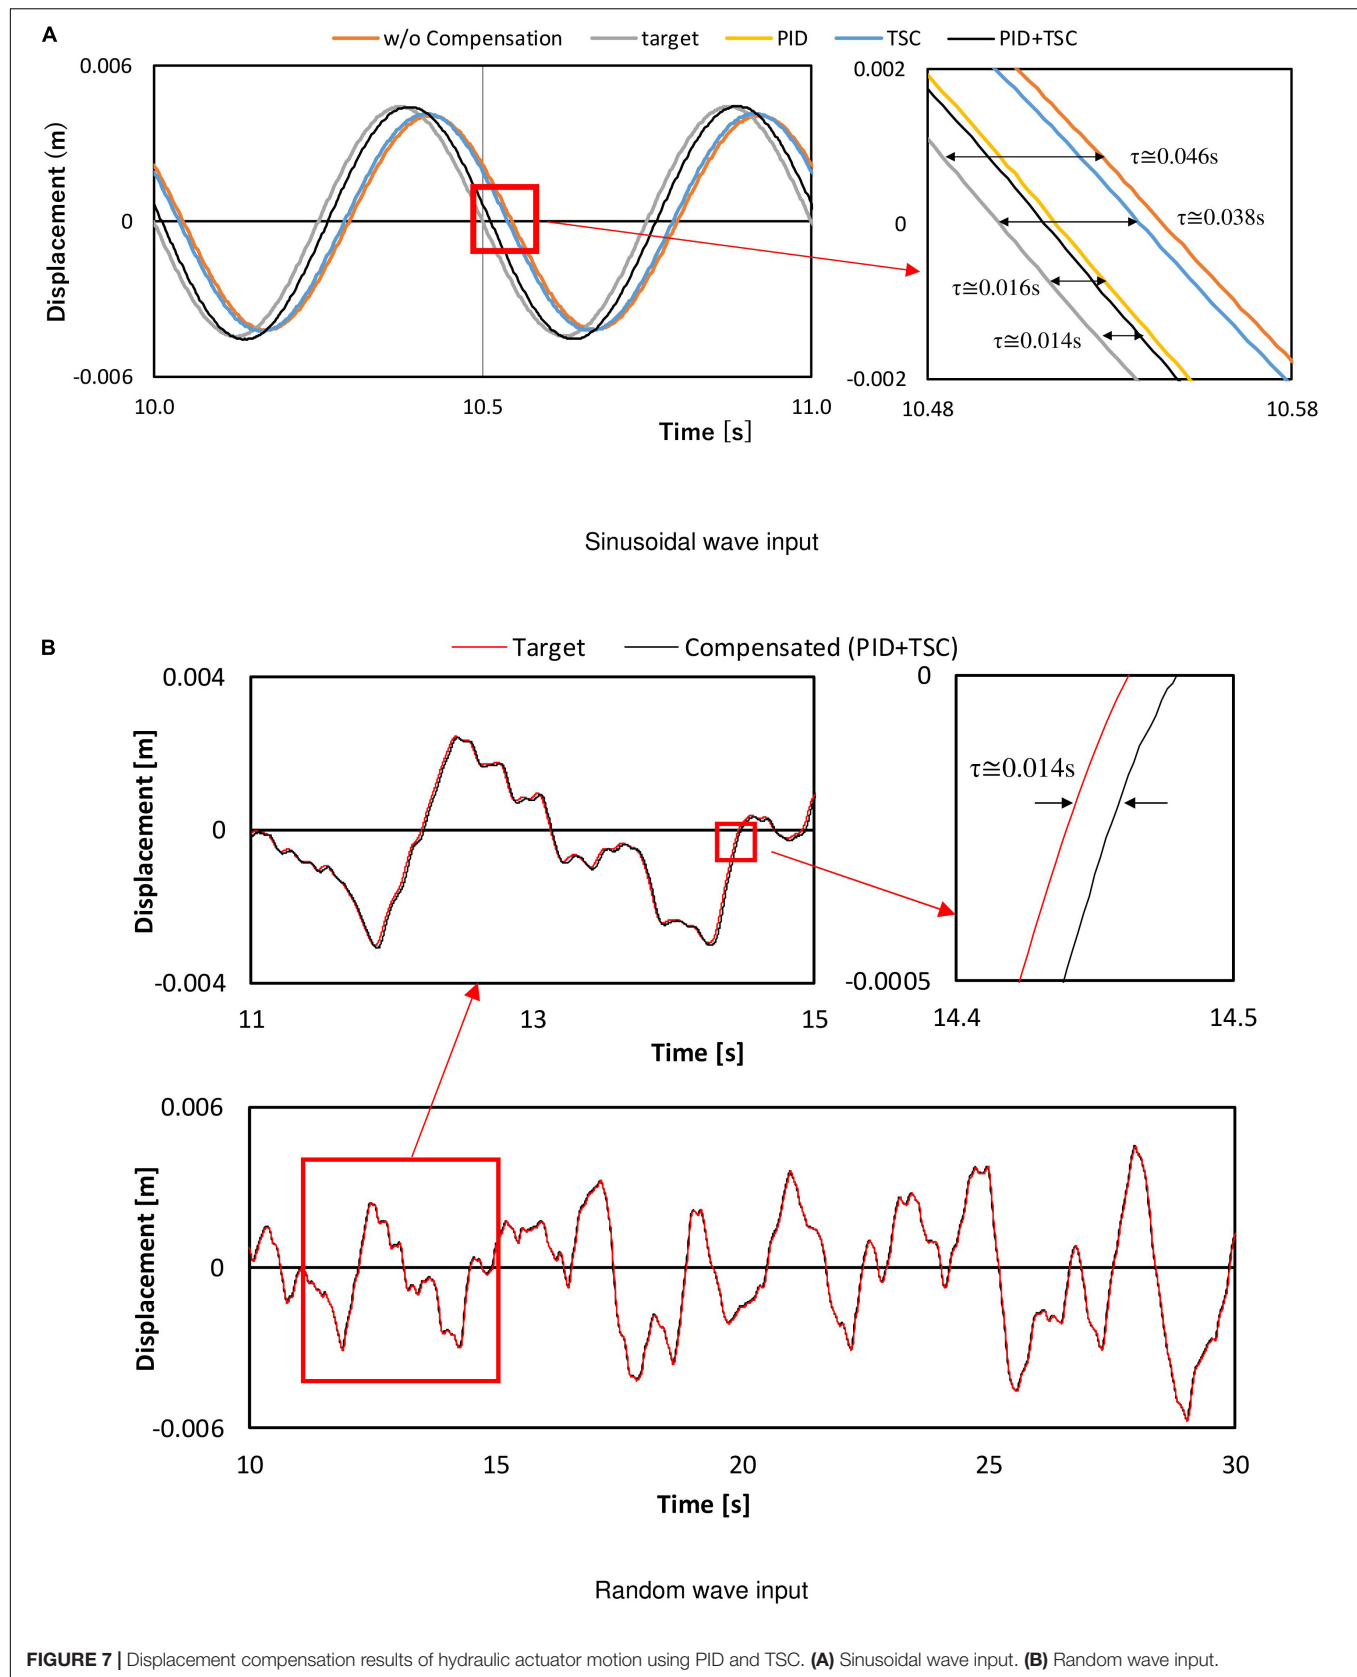 A
w/o Compensation target PID TSC PID+TSC
Displacement (m)
0.006
0
-0.006
10.0 10.5 11.0
0.002
0
-0.002
10.48 10.58
τ≅0.046s
τ≅0.038s
τ≅0.016s
τ≅0.014s
Time [s]
Sinusoidal wave input
B
Target Compensated (PID+TSC)
Displacement [m]
0.004
0
-0.004
11 13 15
0
-0.0005
14.4 14.5
τ≅0.014s
Time [s]
Displacement [m]
0.006
0
-0.006
10 15 20 25 30
Time [s]
Random wave input
FIGURE 7 | Displacement compensation results of hydraulic actuator motion using PID and TSC. (A) Sinusoidal wave input. (B) Random wave input.